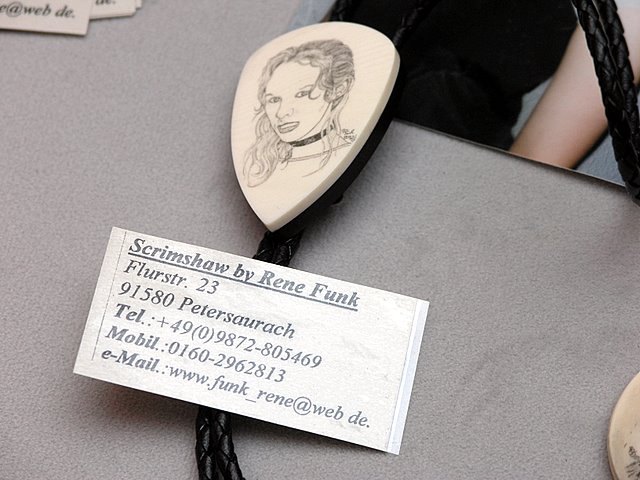 e@web de.
Scrimshaw by Rene Funk
Flurstr. 23
91580 Petersaurach
Tel.:+49(0)9872-805469
Mobil.:0160-2962813
e-Mail.:www.funk_rene@web de.